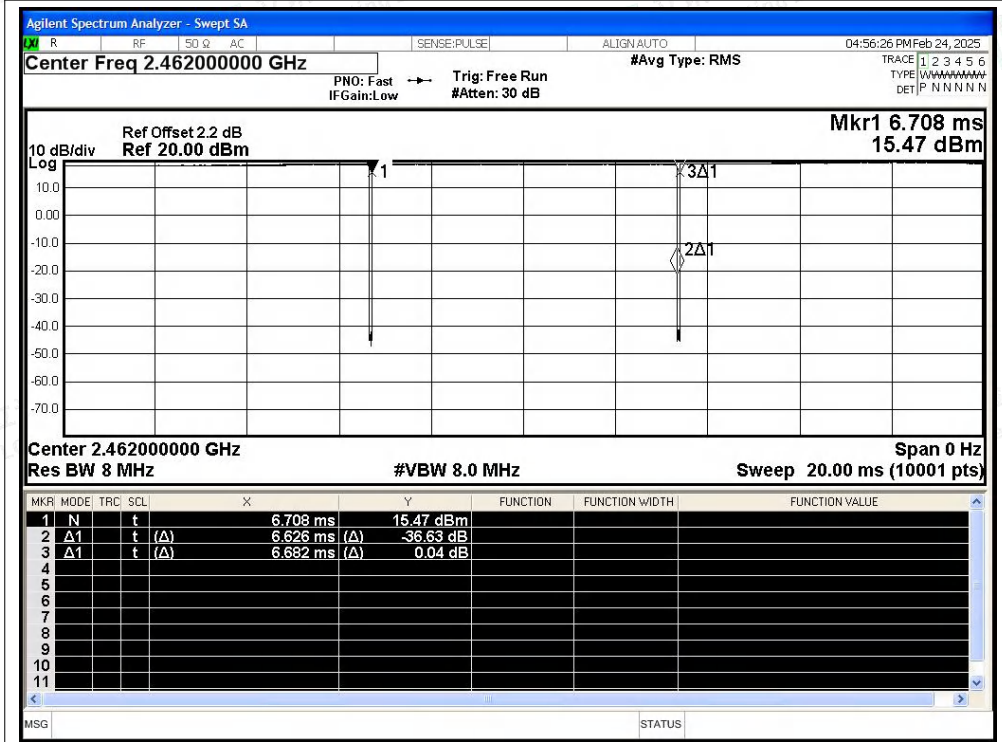 Agilent Spectrum Analyzer - Swept SA
LXI R RF 50 Ω AC SENSE:PULSE ALIGNAUTO 04:56:26 PM Feb 24, 2025
Center Freq 2.462000000 GHz #Avg Type: RMS TRACE 1 2 3 4 5 6
PNO: Fast Trig: Free Run TYPE WWWWWW
IFGain:Low #Atten: 30 dB DET P N N N N N
Mkr1 6.708 ms
Ref Offset 2.2 dB
10 dB/div Ref 20.00 dBm 15.47 dBm
Log
1 3Δ1
10.0
0.00
-10.0
2Δ1
-20.0
-30.0
-40.0
-50.0
-60.0
-70.0
Center 2.462000000 GHz Span 0 Hz
Res BW 8 MHz #VBW 8.0 MHz Sweep 20.00 ms (10001 pts)
MKR MODE TRC SCL X Y FUNCTION FUNCTION WIDTH FUNCTION VALUE
1 N t 6.708 ms 15.47 dBm
2 Δ1 t (Δ) 6.626 ms (Δ) -36.63 dB
3 Δ1 t (Δ) 6.682 ms (Δ) 0.04 dB
4
5
6
7
8
9
10
11
MSG STATUS